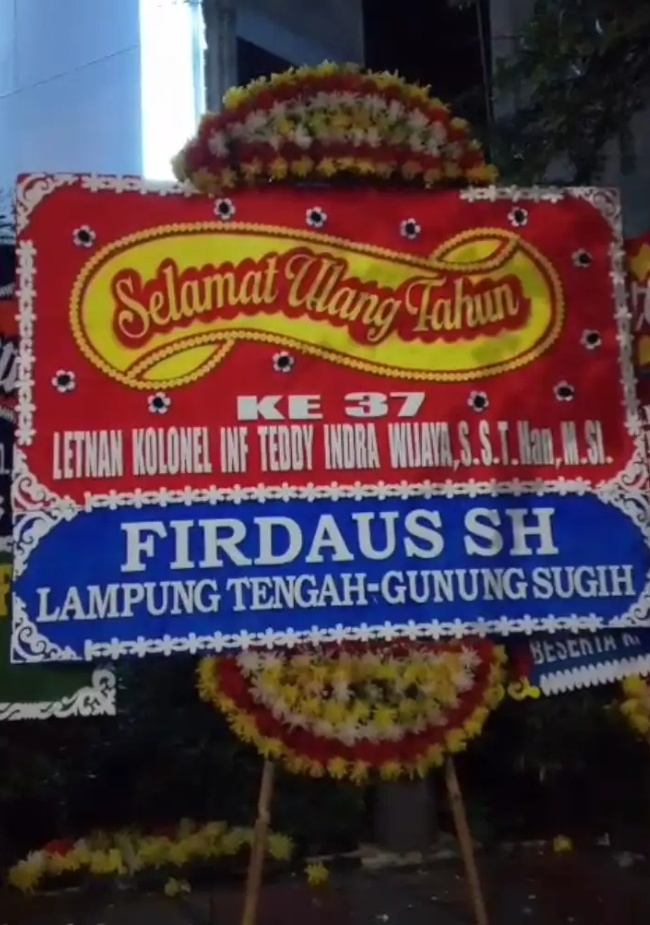 Selamat Ulang Tahun
KE 37
LETNAN KOLONEL INF TEDDY INDRA WIJAYA, S.S.T.Han, M.SI.
FIRDAUS SH
LAMPUNG TENGAH-GUNUNG SUGIH
BESERTA